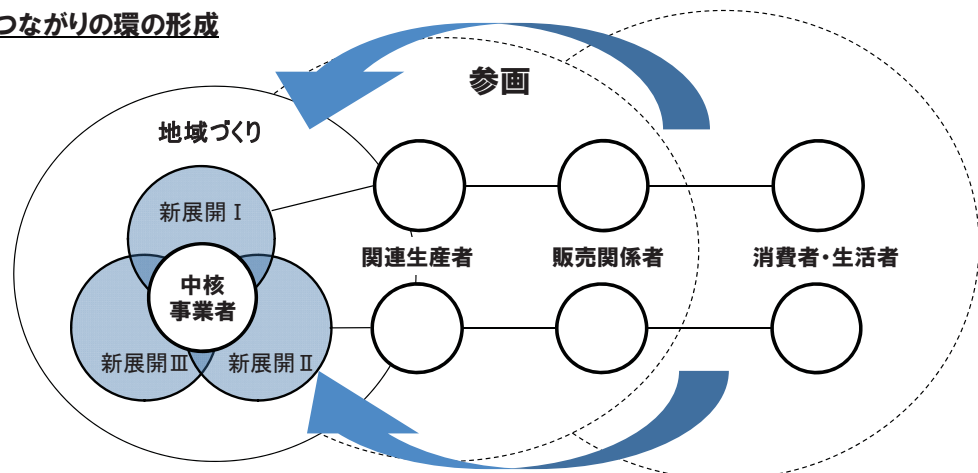 つながりの環の形成
参画
地域づくり
新展開Ⅰ
関連生産者
販売関係者
消費者・生活者
中核
事業者
新展開Ⅲ
新展開Ⅱ